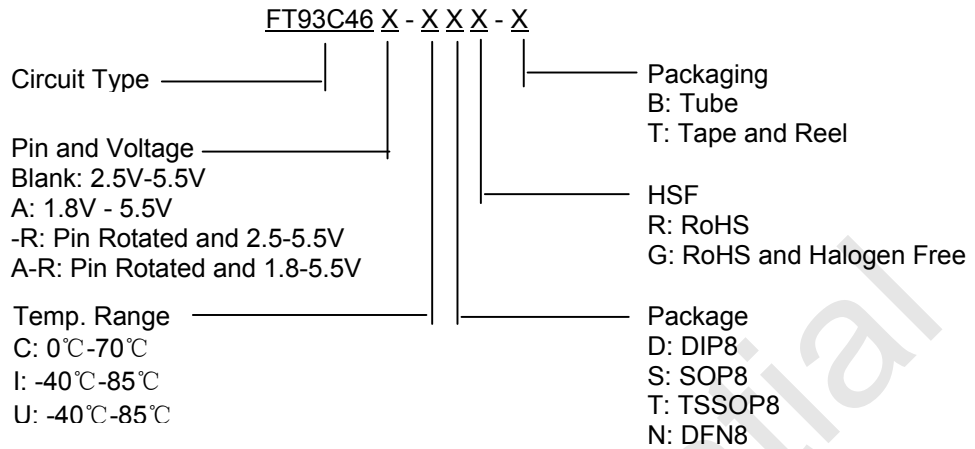 FT93C46 X - X X X - X
Circuit Type
Pin and Voltage
Blank: 2.5V-5.5V
A: 1.8V - 5.5V
-R: Pin Rotated and 2.5-5.5V
A-R: Pin Rotated and 1.8-5.5V
Temp. Range
C: 0℃-70℃
I: -40℃-85℃
U: -40℃-85℃
Packaging
B: Tube
T: Tape and Reel
HSF
R: RoHS
G: RoHS and Halogen Free
Package
D: DIP8
S: SOP8
T: TSSOP8
N: DFN8